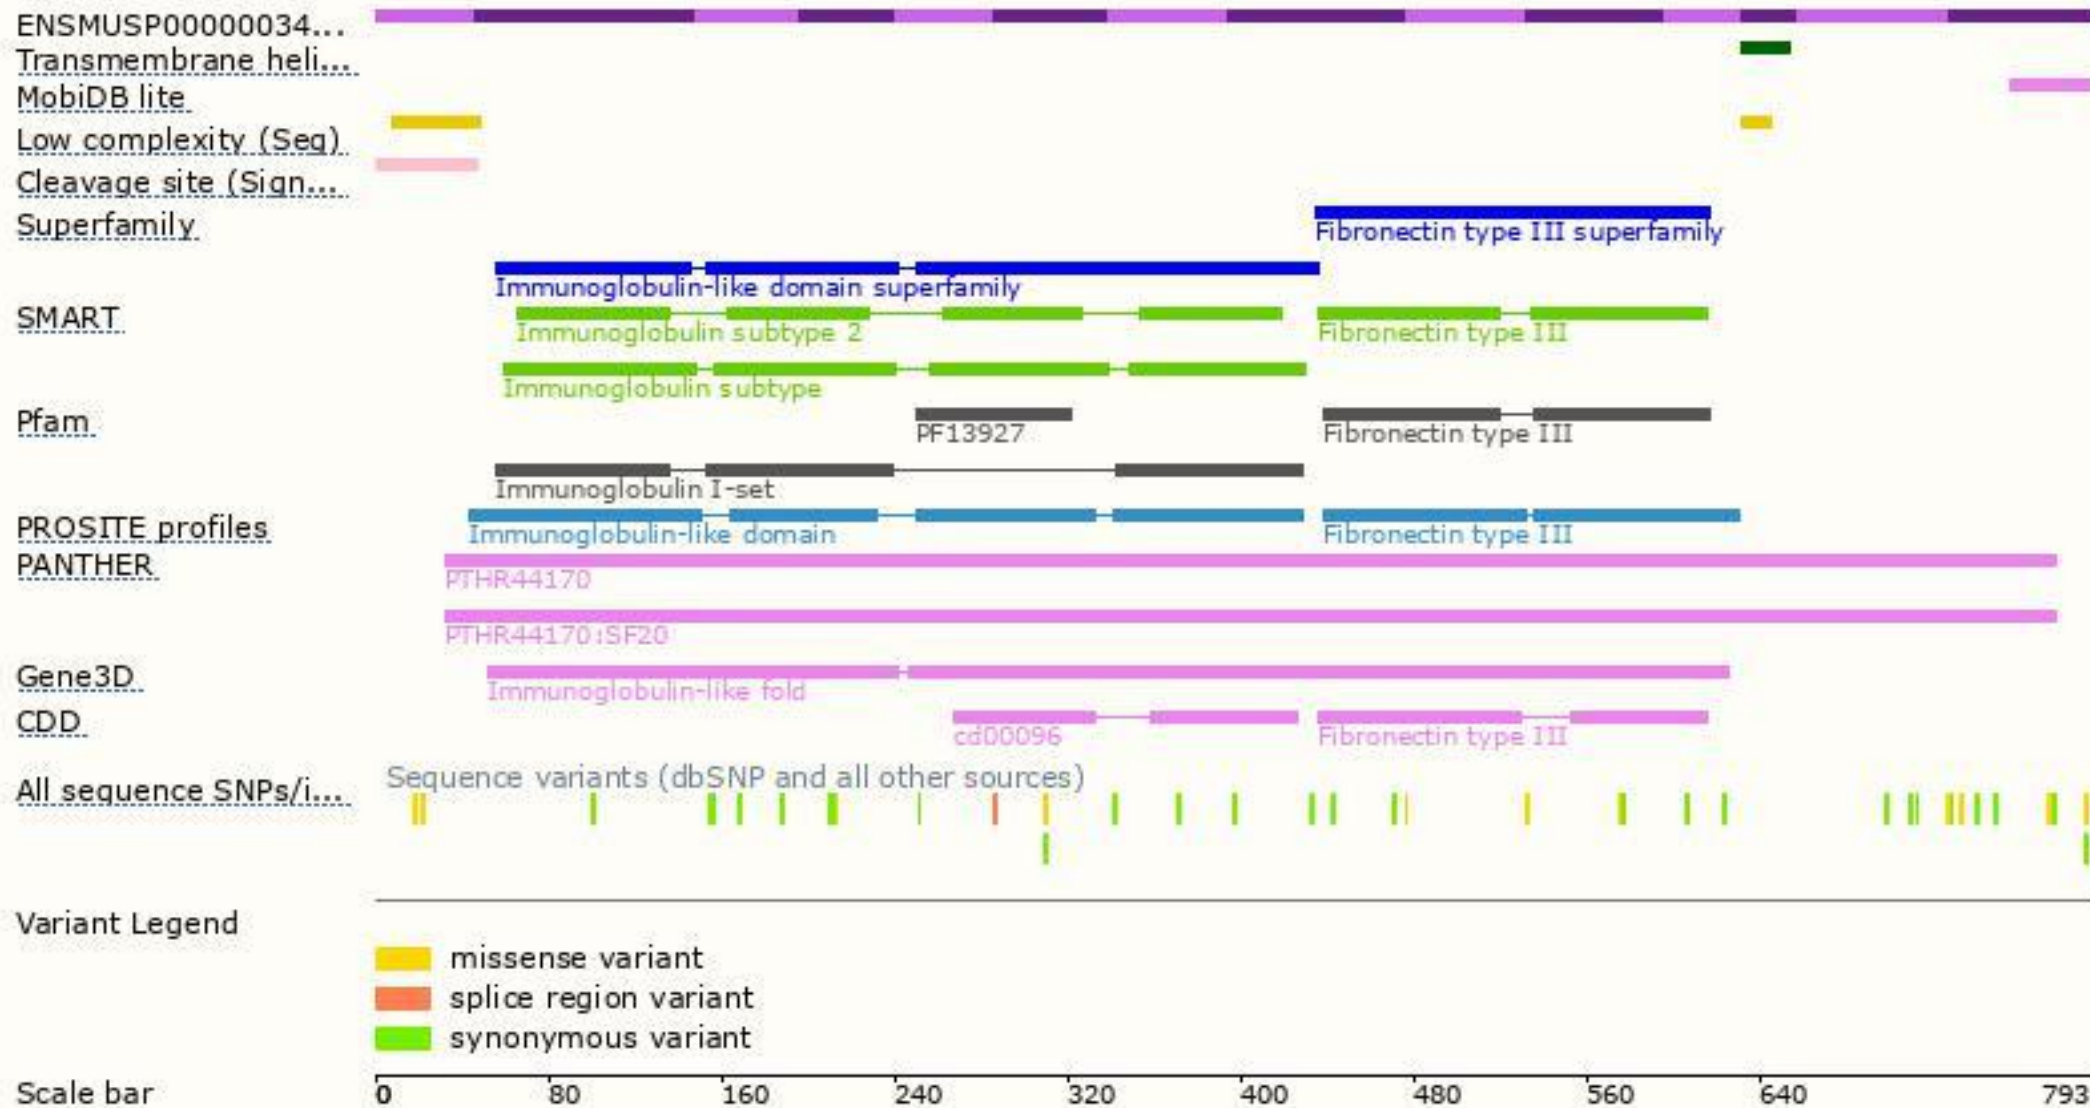 ENSMUSP00000034...
Transmembrane heli...
MobiDB lite
Low complexity (Seg)
Cleavage site (Sign...
Superfamily
Fibronectin type III superfamily
Immunoglobulin-like domain superfamily
SMART
Immunoglobulin subtype 2 Fibronectin type III
Immunoglobulin subtype
Pfam
PF13927 Fibronectin type III
Immunoglobulin I-set
PROSITE profiles
Immunoglobulin-like domain Fibronectin type III
PANTHER
PTHR44170
PTHR44170:SF20
Gene3D
Immunoglobulin-like fold
CDD
cd00096 Fibronectin type III
Sequence variants (dbSNP and all other sources)
All sequence SNPs/i...
Variant Legend
missense variant
splice region variant
synonymous variant
Scale bar 0 80 160 240 320 400 480 560 640 793